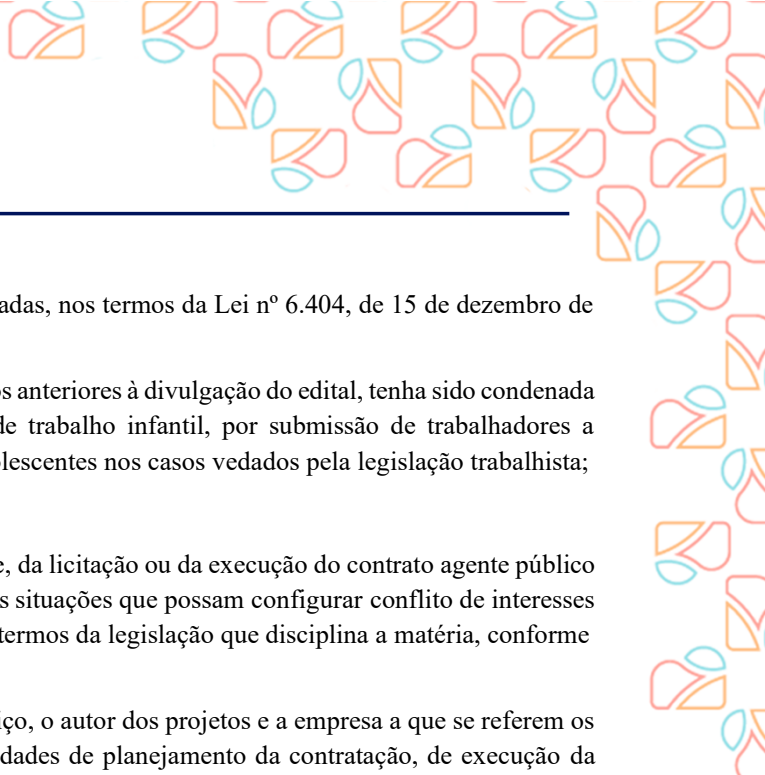 adas, nos termos da Lei nº 6.404, de 15 de dezembro de
os anteriores à divulgação do edital, tenha sido condenada
de trabalho infantil, por submissão de trabalhadores a
lescentes nos casos vedados pela legislação trabalhista;
e, da licitação ou da execução do contrato agente público
s situações que possam configurar conflito de interesses
termos da legislação que disciplina a matéria, conforme
iço, o autor dos projetos e a empresa a que se referem os
dades de planejamento da contratação, de execução da